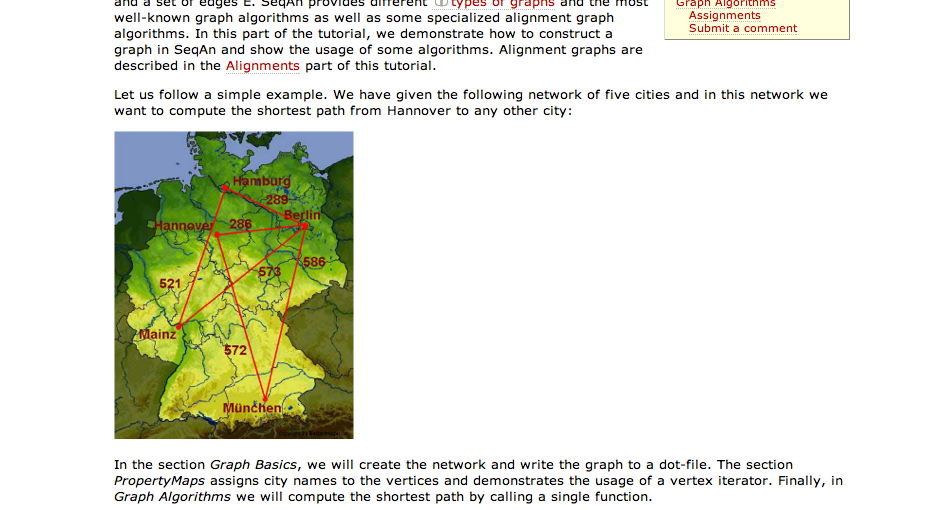 and a set of edges E. SeqAn provides different types of graphs and the most
well-known graph algorithms as well as some specialized alignment graph
algorithms. In this part of the tutorial, we demonstrate how to construct a
graph in SeqAn and show the usage of some algorithms. Alignment graphs are
described in the Alignments part of this tutorial.
Graph Algorithms
Assignments
Submit a comment
Let us follow a simple example. We have given the following network of five cities and in this network we
want to compute the shortest path from Hannover to any other city:
Hamburg
289
Berlin
Hannover
286
586
573
521
Mainz
572
München
In the section Graph Basics, we will create the network and write the graph to a dot-file. The section
PropertyMaps assigns city names to the vertices and demonstrates the usage of a vertex iterator. Finally, in
Graph Algorithms we will compute the shortest path by calling a single function.